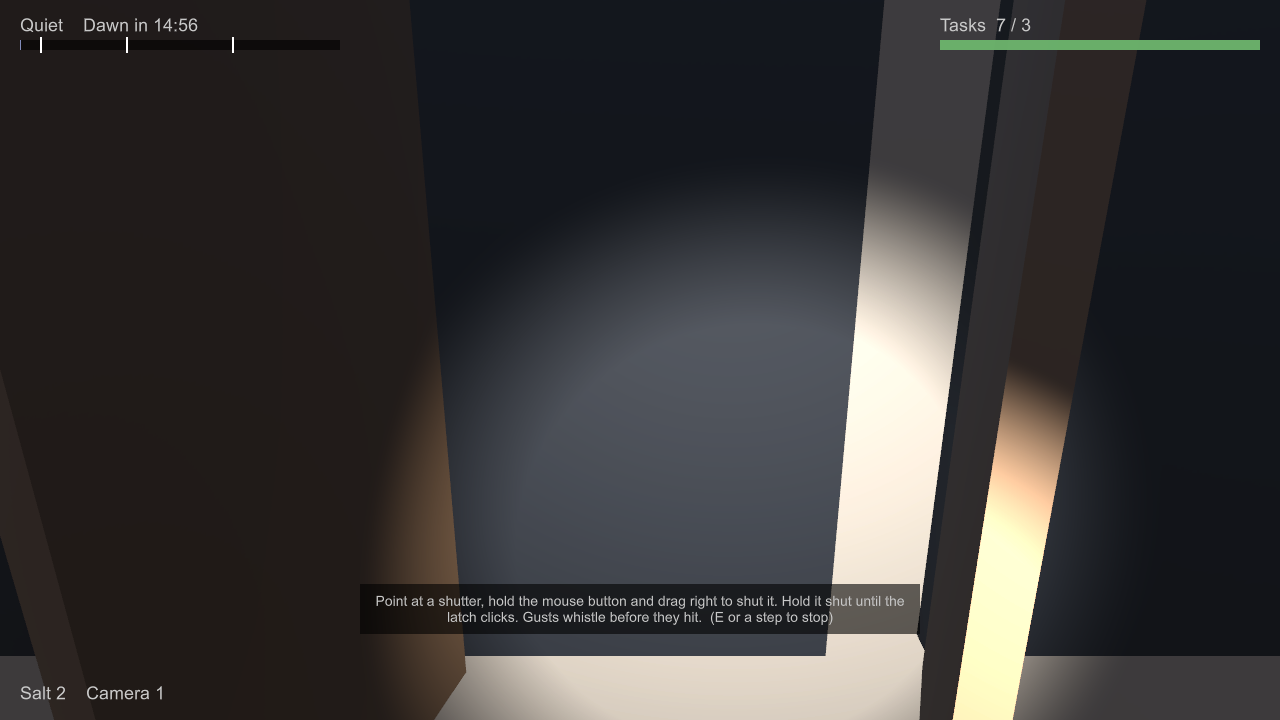 Quiet Dawn in 14:56
Tasks 7 / 3
Point at a shutter, hold the mouse button and drag right to shut it. Hold it shut until the
latch clicks. Gusts whistle before they hit. (E or a step to stop)
Salt 2 Camera 1